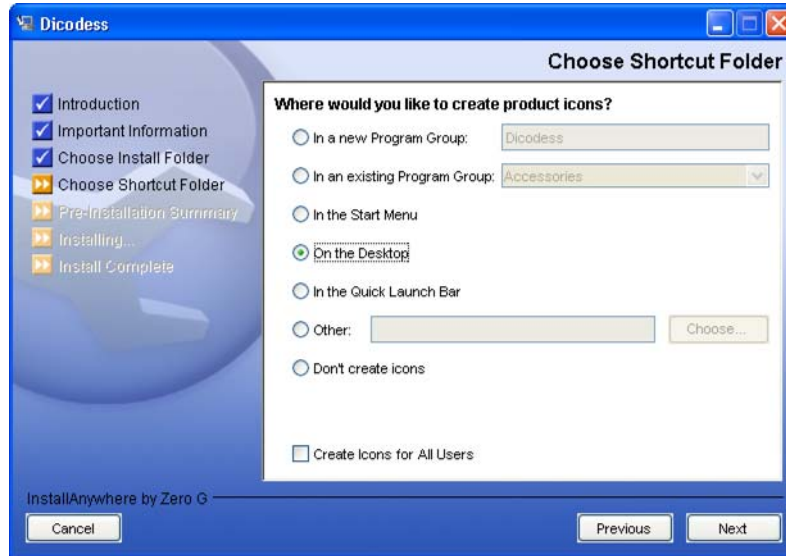 Dicodess
Choose Shortcut Folder
Introduction
Important Information
Choose Install Folder
Choose Shortcut Folder
Pre-Installation Summary
Installing...
Install Complete
Where would you like to create product icons?
In a new Program Group: Dicodess
In an existing Program Group: Accessories
In the Start Menu
On the Desktop
In the Quick Launch Bar
Other: Choose...
Don't create icons
Create Icons for All Users
InstallAnywhere by Zero G
Cancel Previous Next